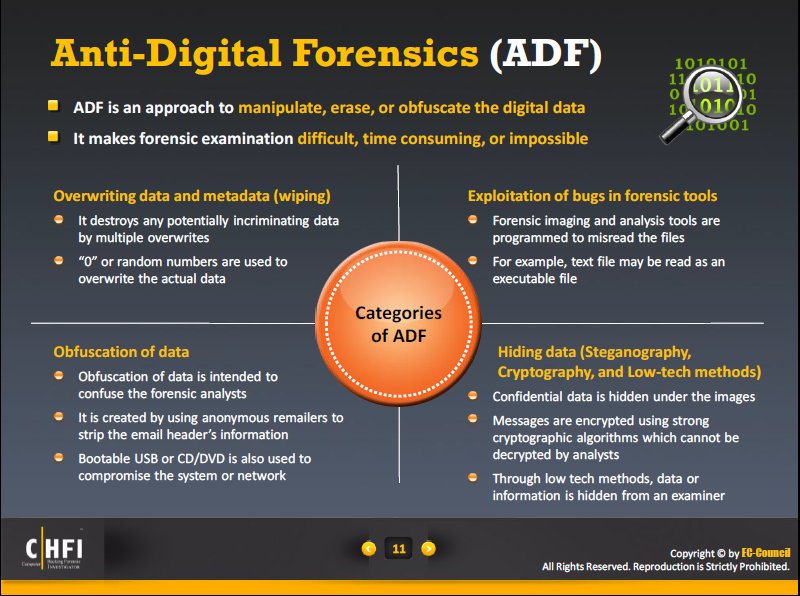 Anti-Digital Forensics (ADF)
ADF is an approach to manipulate, erase, or obfuscate the digital data
It makes forensic examination difficult, time consuming, or impossible
Overwriting data and metadata (wiping)
It destroys any potentially incriminating data
by multiple overwrites
“0” or random numbers are used to
overwrite the actual data
Exploitation of bugs in forensic tools
Forensic imaging and analysis tools are
programmed to misread the files
For example, text file may be read as an
executable file
Categories
of ADF
Obfuscation of data
Obfuscation of data is intended to
confuse the forensic analysts
It is created by using anonymous remailers to
strip the email header’s information
Bootable USB or CD/DVD is also used to
compromise the system or network
Hiding data (Steganography,
Cryptography, and Low-tech methods)
Confidential data is hidden under the images
Messages are encrypted using strong
cryptographic algorithms which cannot be
decrypted by analysts
Through low tech methods, data or
information is hidden from an examiner
CHFI
Computer Hacking Forensic
INVESTIGATOR
11
Copyright © by EC-Council
All Rights Reserved. Reproduction is Strictly Prohibited.